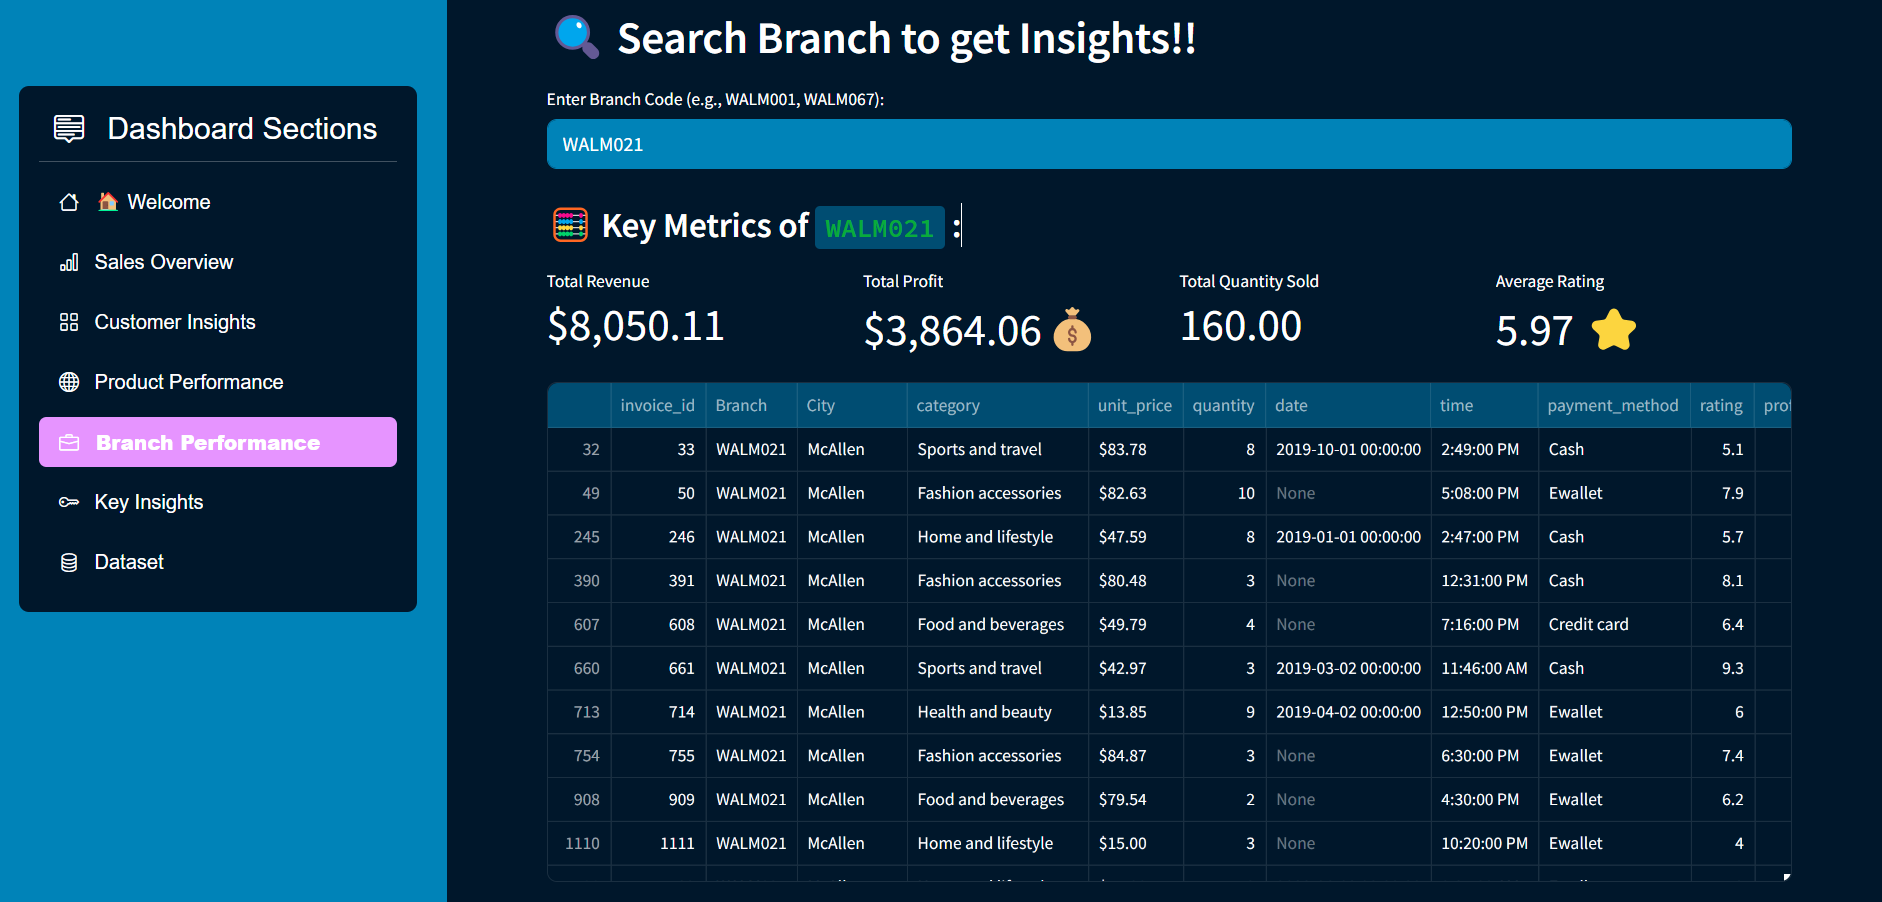 Dashboard Sections
Welcome
Sales Overview
Customer Insights
Product Performance
Branch Performance
Key Insights
Dataset
Search Branch to get Insights!!
Enter Branch Code (e.g., WALM001, WALM067):
WALM021
Key Metrics of WALM021 :
Total Revenue Total Profit Total Quantity Sold Average Rating
$8,050.11 $3,864.06 160.00 5.97
invoice_id Branch City category unit_price quantity date time payment_method rating
32 33 WALM021 McAllen Sports and travel $83.78 8 2019-10-01 00:00:00 2:49:00 PM Cash 5.1
49 50 WALM021 McAllen Fashion accessories $82.63 10 None 5:08:00 PM Ewallet 7.9
245 246 WALM021 McAllen Home and lifestyle $47.59 8 2019-01-01 00:00:00 2:47:00 PM Cash 5.7
390 391 WALM021 McAllen Fashion accessories $80.48 3 None 12:31:00 PM Cash 8.1
607 608 WALM021 McAllen Food and beverages $49.79 4 None 7:16:00 PM Credit card 6.4
660 661 WALM021 McAllen Sports and travel $42.97 3 2019-03-02 00:00:00 11:46:00 AM Cash 9.3
713 714 WALM021 McAllen Health and beauty $13.85 9 2019-04-02 00:00:00 12:50:00 PM Ewallet 6
754 755 WALM021 McAllen Fashion accessories $84.87 3 None 6:30:00 PM Ewallet 7.4
908 909 WALM021 McAllen Food and beverages $79.54 2 None 4:30:00 PM Ewallet 6.2
1110 1111 WALM021 McAllen Home and lifestyle $15.00 3 None 10:20:00 PM Ewallet 4